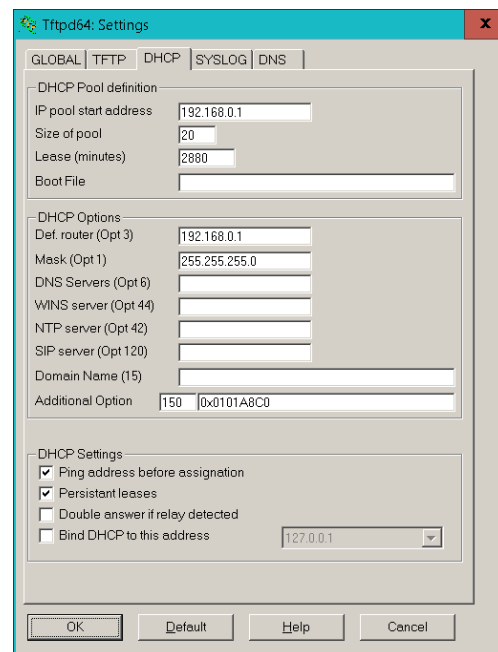 Tftpd64: Settings
x
GLOBAL TFTP DHCP SYSLOG DNS
DHCP Pool definition
IP pool start address 192.168.0.1
Size of pool 20
Lease (minutes) 2880
Boot File
DHCP Options
Def. router (Opt 3) 192.168.0.1
Mask (Opt 1) 255.255.255.0
DNS Servers (Opt 6)
WINS server (Opt 44)
NTP server (Opt 42)
SIP server (Opt 120)
Domain Name (15)
Additional Option 150 0x0101A8C0
DHCP Settings
Ping address before assignation
Persistant leases
Double answer if relay detected
Bind DHCP to this address 127.0.0.1
OK Default Help Cancel